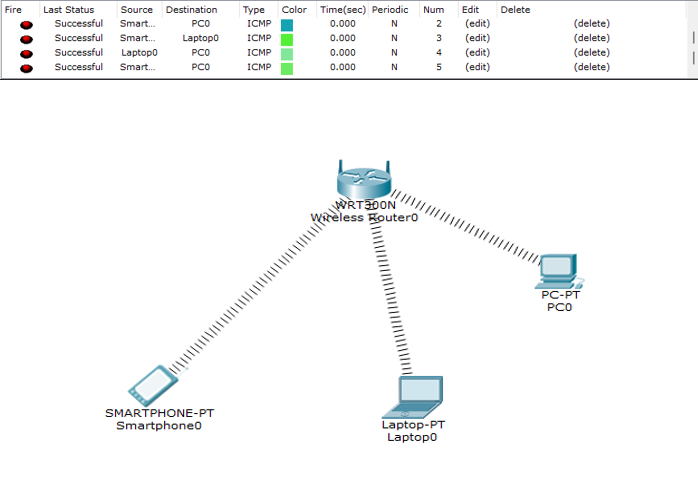 Fire Last Status Source Destination Type Color Time(sec) Periodic Num Edit Delete
Successful Smart... PC0 ICMP 0.000 N 2 (edit) (delete)
Successful Smart... Laptop0 ICMP 0.000 N 3 (edit) (delete)
Successful Laptop0 PC0 ICMP 0.000 N 4 (edit) (delete)
Successful Smart... PC0 ICMP 0.000 N 5 (edit) (delete)
WRT300N
Wireless Router0
PC-PT
PC0
SMARTPHONE-PT
Smartphone0
Laptop-PT
Laptop0